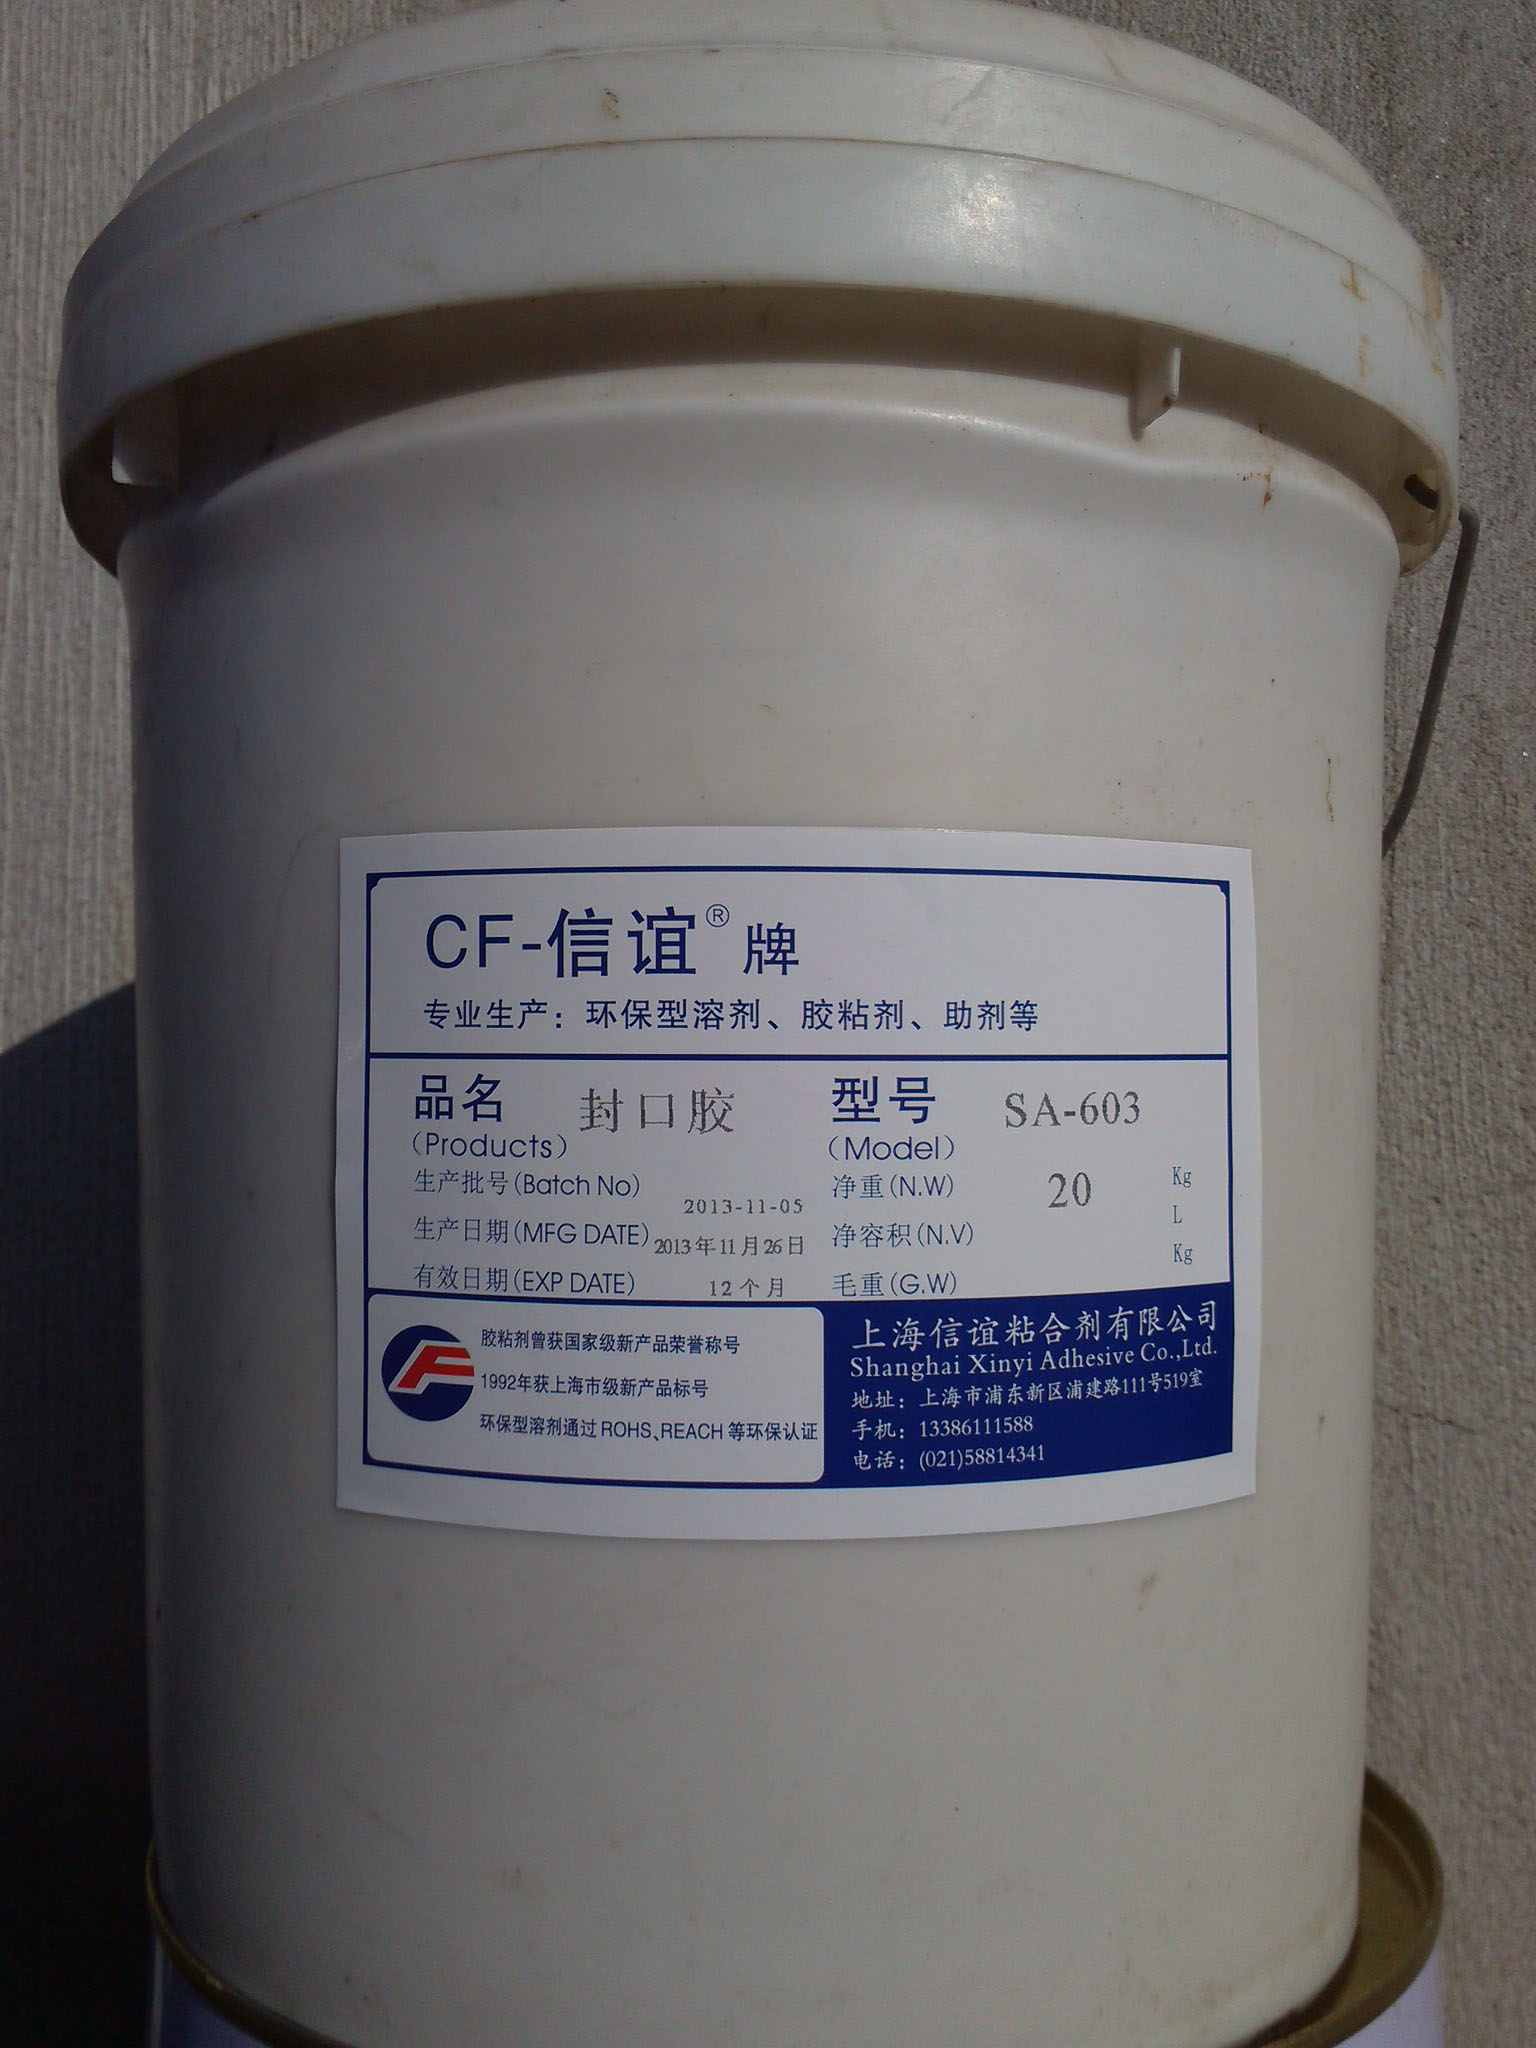 CF-信谊® 牌
专业生产：环保型溶剂、胶粘剂、助剂等
品名 封口胶 型号 SA-603
(Products) (Model)
生产批号(Batch No) 2013-11-05 净重(N.W) 20 Kg
生产日期(MFG DATE) 2013年11月26日 净容积(N.V) L
有效日期(EXP DATE) 12个月 毛重(G.W) Kg
胶粘剂曾获国家级新产品荣誉称号
1992年获上海市级新产品标号
环保型溶剂通过ROHS、REACH等环保认证
上海信谊粘合剂有限公司
Shanghai Xinyi Adhesive Co.,Ltd.
地址：上海市浦东新区浦建路111号519室
手机：13386111588
电话：(021)58814341